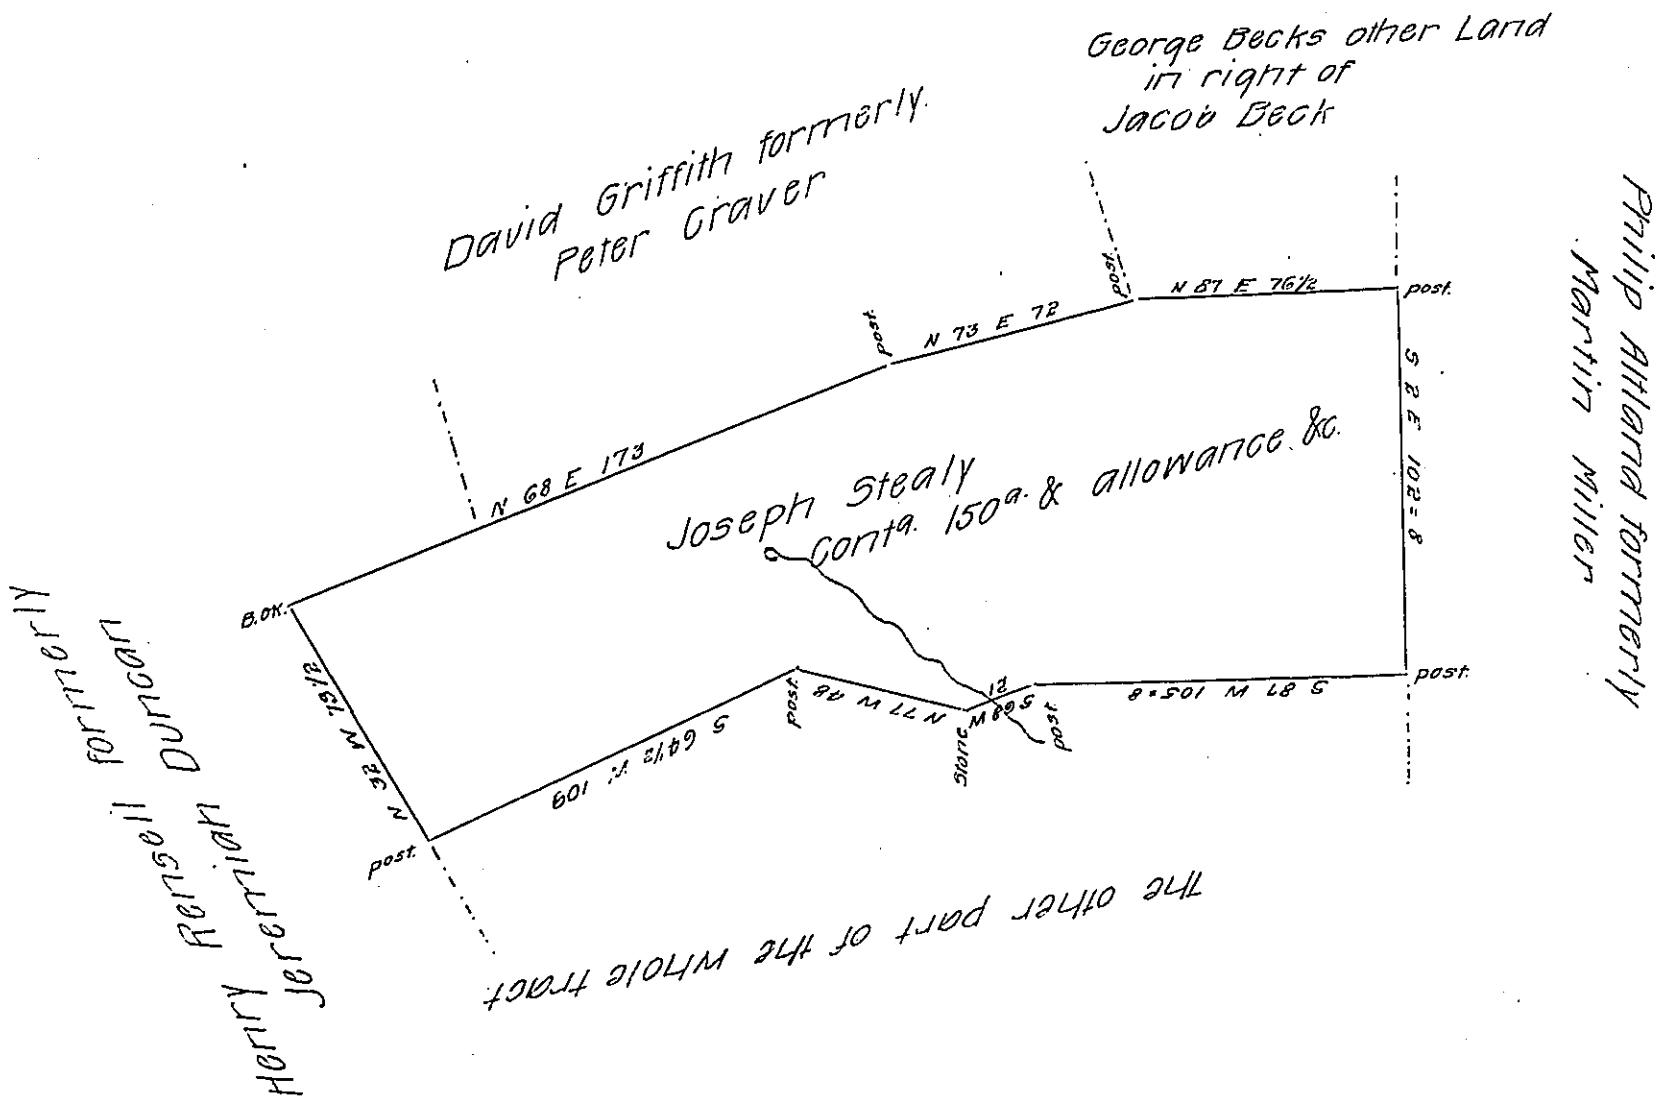 George Becks other Land
in right of
Jacob Beck
David Griffith formerly.
Peter Craver
Philip Altland formerly
Martin Miller
post.
N 87 E 76½
post.
post
N 73 E 72
N 68 E 173
S 2 E 102=8
Joseph Stealy
Conta. 150a. & allowance &c.
B.OK.
N 32 W 79½
post.
S 64½ W. 109
post.
N 77 W 48
Stone
S 69 W
12
post
S 87 W 105=8
post.
Henry Hensell formerly
Jeremiah Duncan
The other part of the whole tract